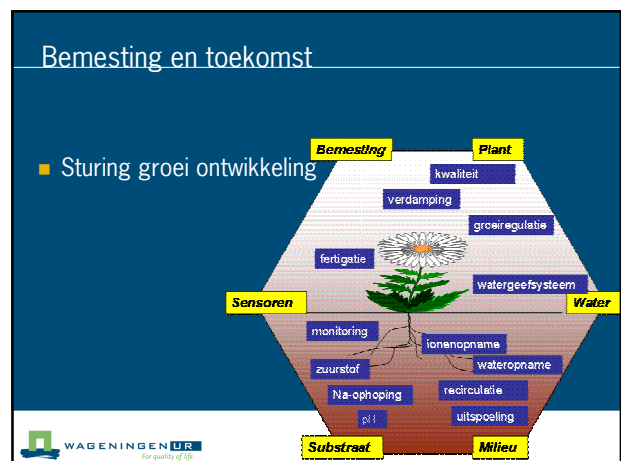 Bemesting en toekomst
Sturing groei ontwikkeling
Bemesting
Plant
kwaliteit
verdamping
groeiregulatie
fertigatie
watergeefsysteem
Sensoren
Water
monitoring
ionenopname
zuurstof
wateropname
Na-ophoping
recirculatie
pH
uitspoeling
Substraat
Milieu
WAGENINGEN UR
For quality of life